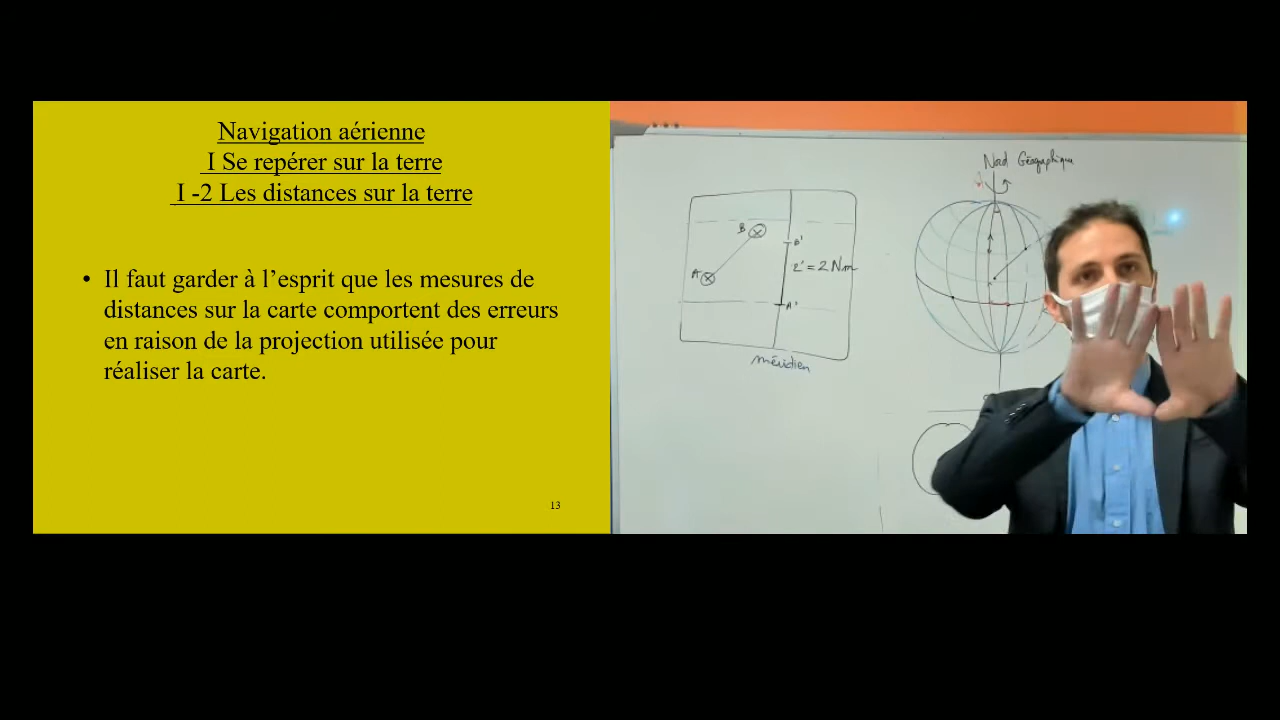 Navigation aérienne
I Se repérer sur la terre
I -2 Les distances sur la terre
• Il faut garder à l’esprit que les mesures de
distances sur la carte comportent des erreurs
en raison de la projection utilisée pour
réaliser la carte.
13
Nord Géographique
B
B'
2' = 2 Nm
A
A'
méridien